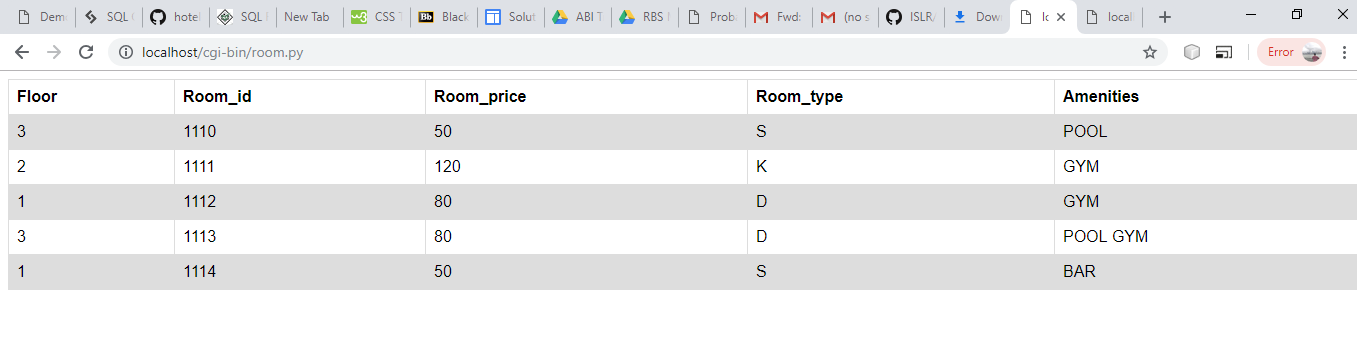 Dem SQL hotel SQL New Tab CSS T Black Solut ABI T RBS Prob Fwd: (no s ISLR/ Dow lo local
localhost/cgi-bin/room.py Error
Floor Room_id Room_price Room_type Amenities
3 1110 50 S POOL
2 1111 120 K GYM
1 1112 80 D GYM
3 1113 80 D POOL GYM
1 1114 50 S BAR